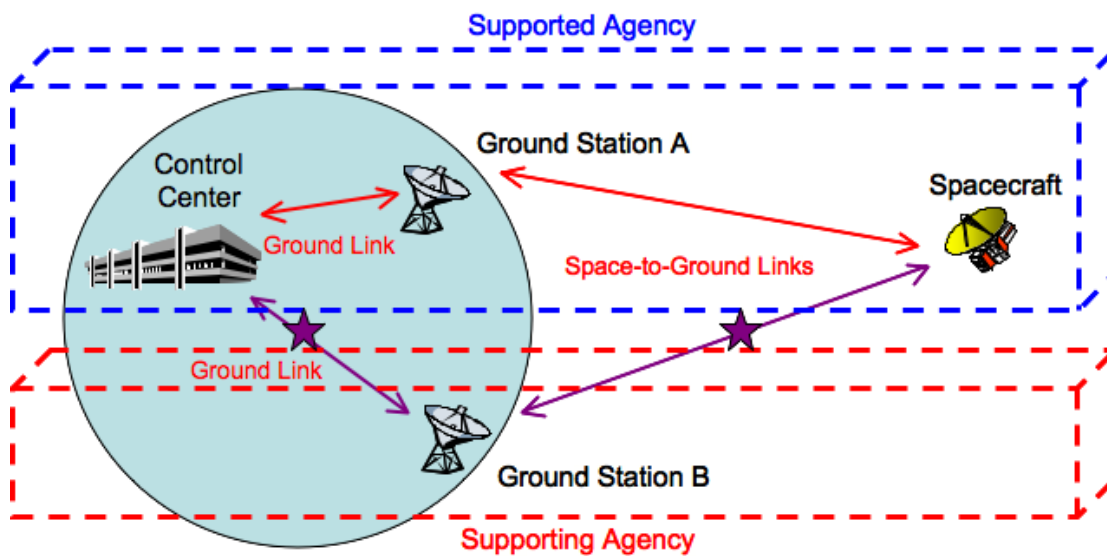 Supported Agency
Ground Station A
Control
Center
Spacecraft
Ground Link
Space-to-Ground Links
Ground Link
Ground Station B
Supporting Agency